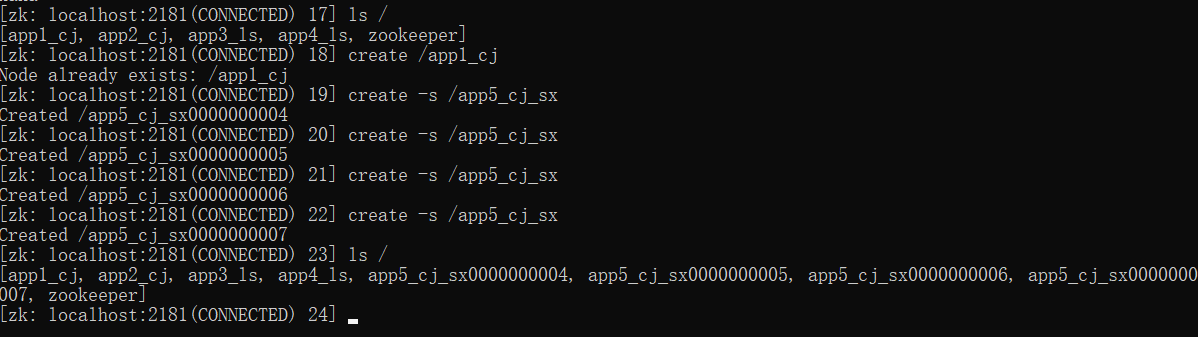 [zk: localhost:2181(CONNECTED) 17] ls /
[app1_cj, app2_cj, app3_ls, app4_ls, zookeeper]
[zk: localhost:2181(CONNECTED) 18] create /app1_cj
Node already exists: /app1_cj
[zk: localhost:2181(CONNECTED) 19] create -s /app5_cj_sx
Created /app5_cj_sx0000000004
[zk: localhost:2181(CONNECTED) 20] create -s /app5_cj_sx
Created /app5_cj_sx0000000005
[zk: localhost:2181(CONNECTED) 21] create -s /app5_cj_sx
Created /app5_cj_sx0000000006
[zk: localhost:2181(CONNECTED) 22] create -s /app5_cj_sx
Created /app5_cj_sx0000000007
[zk: localhost:2181(CONNECTED) 23] ls /
[app1_cj, app2_cj, app3_ls, app4_ls, app5_cj_sx0000000004, app5_cj_sx0000000005, app5_cj_sx0000000006, app5_cj_sx0000000
007, zookeeper]
[zk: localhost:2181(CONNECTED) 24]